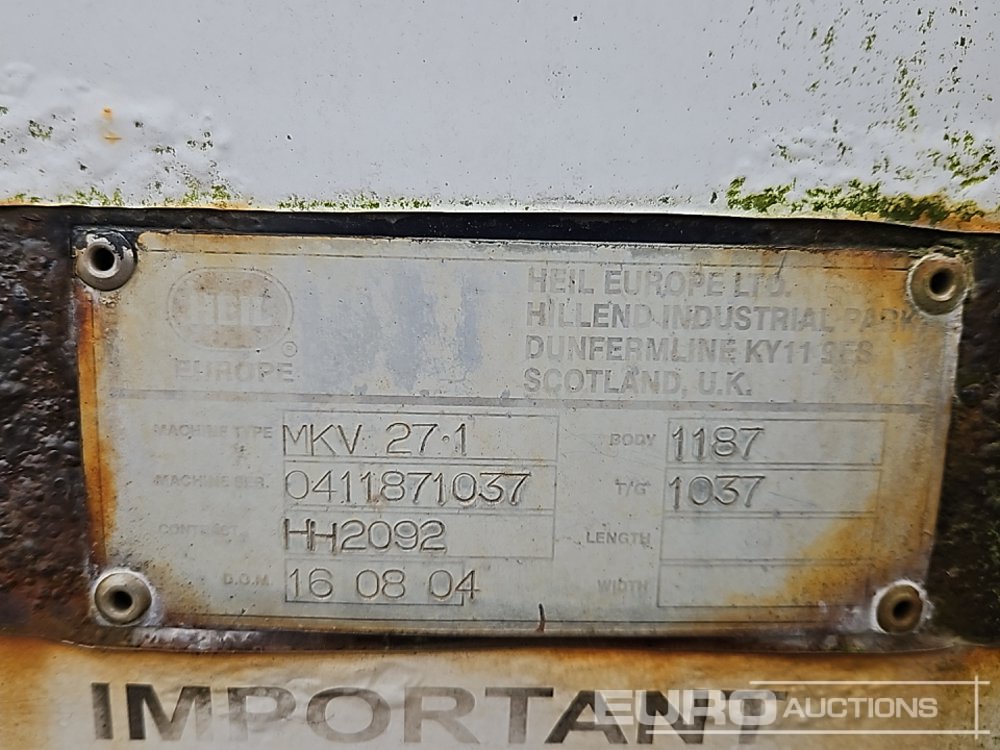 HEIL
®
EUROPE
HEIL EUROPE LTD.
HILLEND INDUSTRIAL PARK
DUNFERMLINE KY11
SCOTLAND, U.K.
MACHINE TYPE MKV 27·1 BODY 1187
MACHINE SER. 0411871037 T/G 1037
CONTRACT HH2092 LENGTH
D.O.M. 16 08 04 WIDTH
IMPORTANT
EURO AUCTIONS